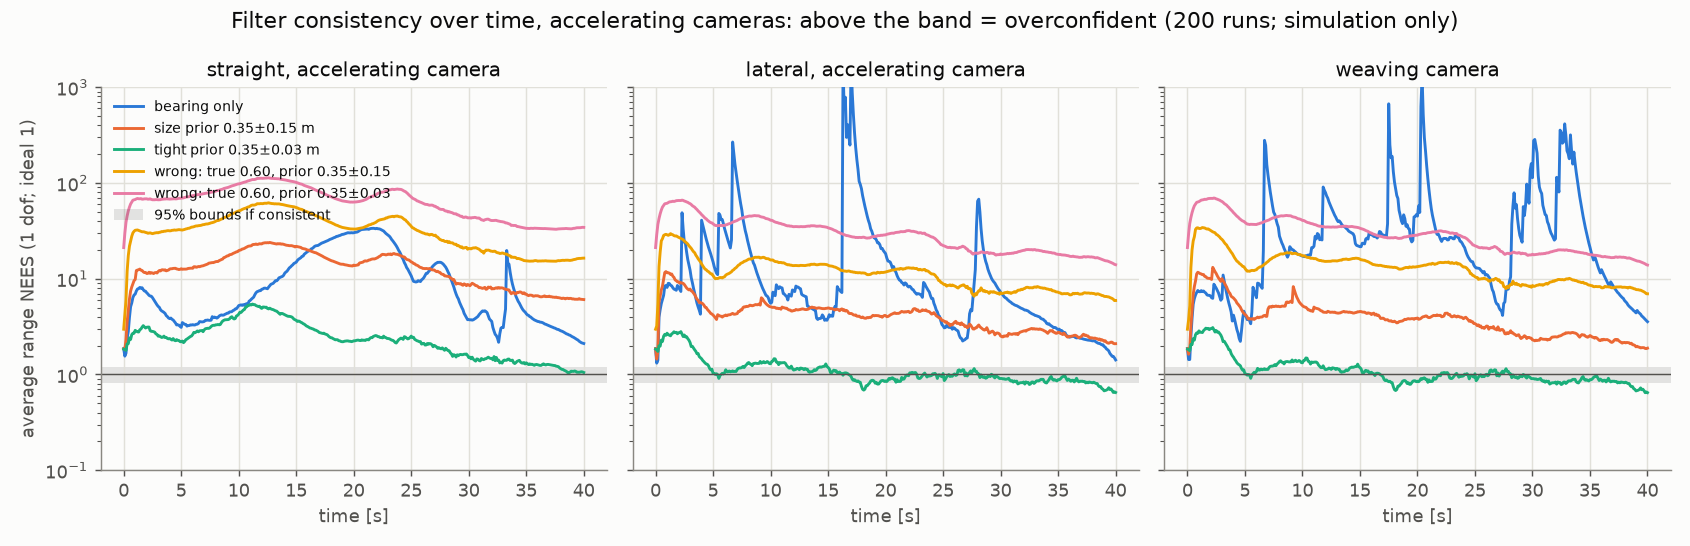 Filter consistency over time, accelerating cameras: above the band = overconfident (200 runs; simulation only)
straight, accelerating camera
lateral, accelerating camera
weaving camera
average range NEES (1 dof; ideal 1)
10³
10²
10¹
10⁰
10⁻¹
bearing only
size prior 0.35±0.15 m
tight prior 0.35±0.03 m
wrong: true 0.60, prior 0.35±0.15
wrong: true 0.60, prior 0.35±0.03
95% bounds if consistent
0 5 10 15 20 25 30 35 40
0 5 10 15 20 25 30 35 40
0 5 10 15 20 25 30 35 40
time [s]
time [s]
time [s]